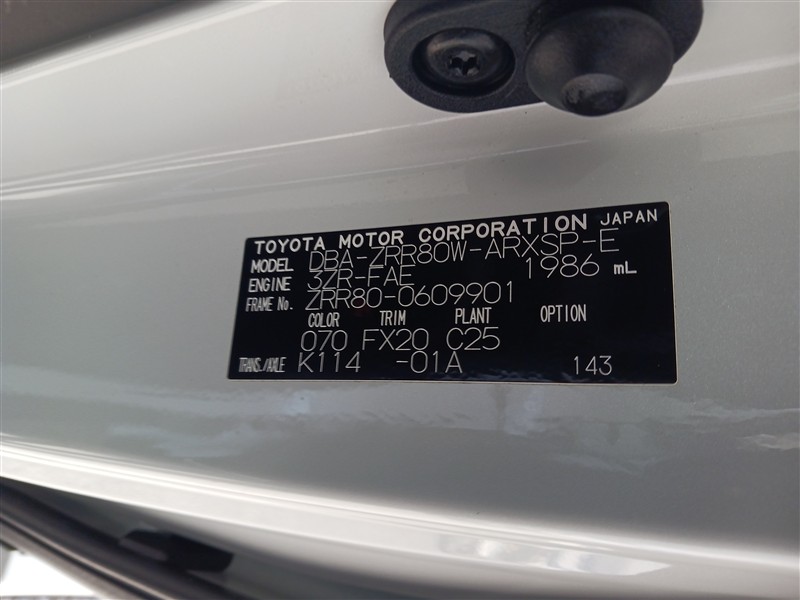 TOYOTA MOTOR CORPORATION JAPAN
MODEL DBA-ZRR80W-ARXSP-E
ENGINE 3ZR-FAE 1986 mL
FRAME No. ZRR80-0609901
COLOR TRIM PLANT OPTION
070 FX20 C25
TRANS./AXLE K114 -01A 143